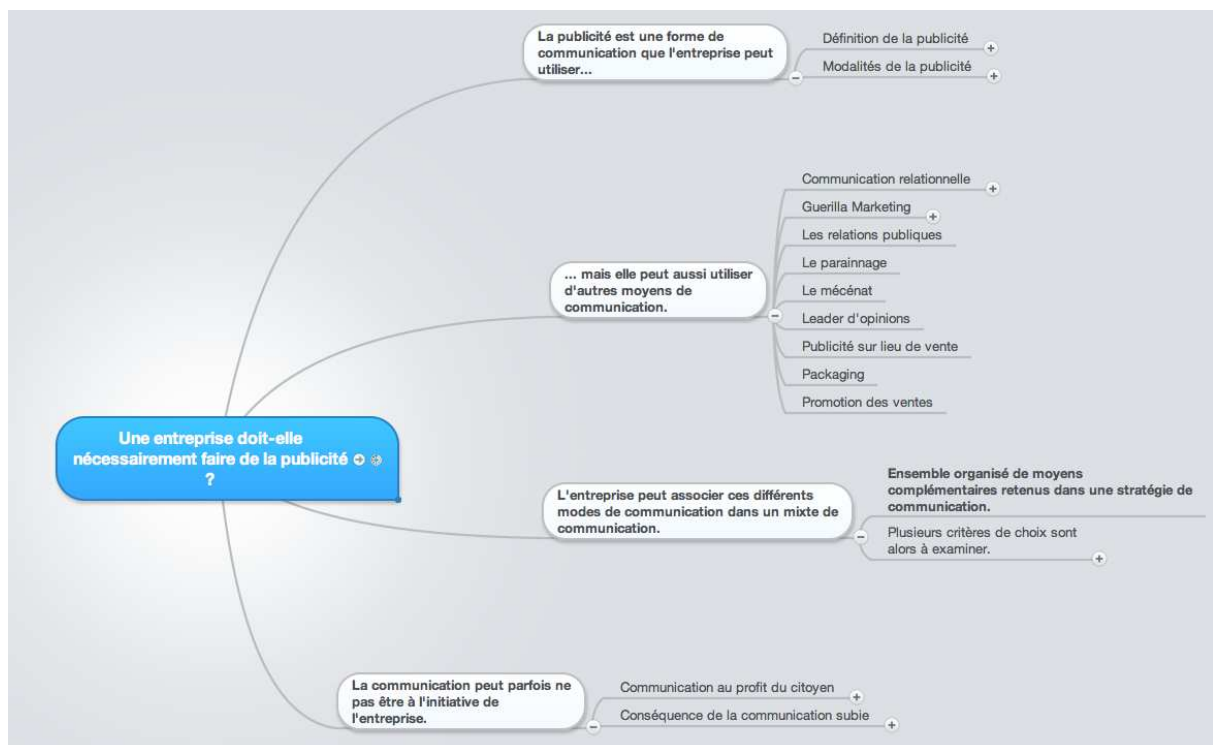 La publicité est une forme de
communication que l'entreprise peut
utiliser...
Définition de la publicité
Modalités de la publicité
... mais elle peut aussi utiliser
d'autres moyens de
communication.
Communication relationnelle
Guerilla Marketing
Les relations publiques
Le parainnage
Le mécénat
Leader d'opinions
Publicité sur lieu de vente
Packaging
Promotion des ventes
Une entreprise doit-elle
nécessairement faire de la publicité
?
L'entreprise peut associer ces différents
modes de communication dans un mixte de
communication.
Ensemble organisé de moyens
complémentaires retenus dans une stratégie de
communication.
Plusieurs critères de choix sont
alors à examiner.
La communication peut parfois ne
pas être à l'initiative de
l'entreprise.
Communication au profit du citoyen
Conséquence de la communication subie